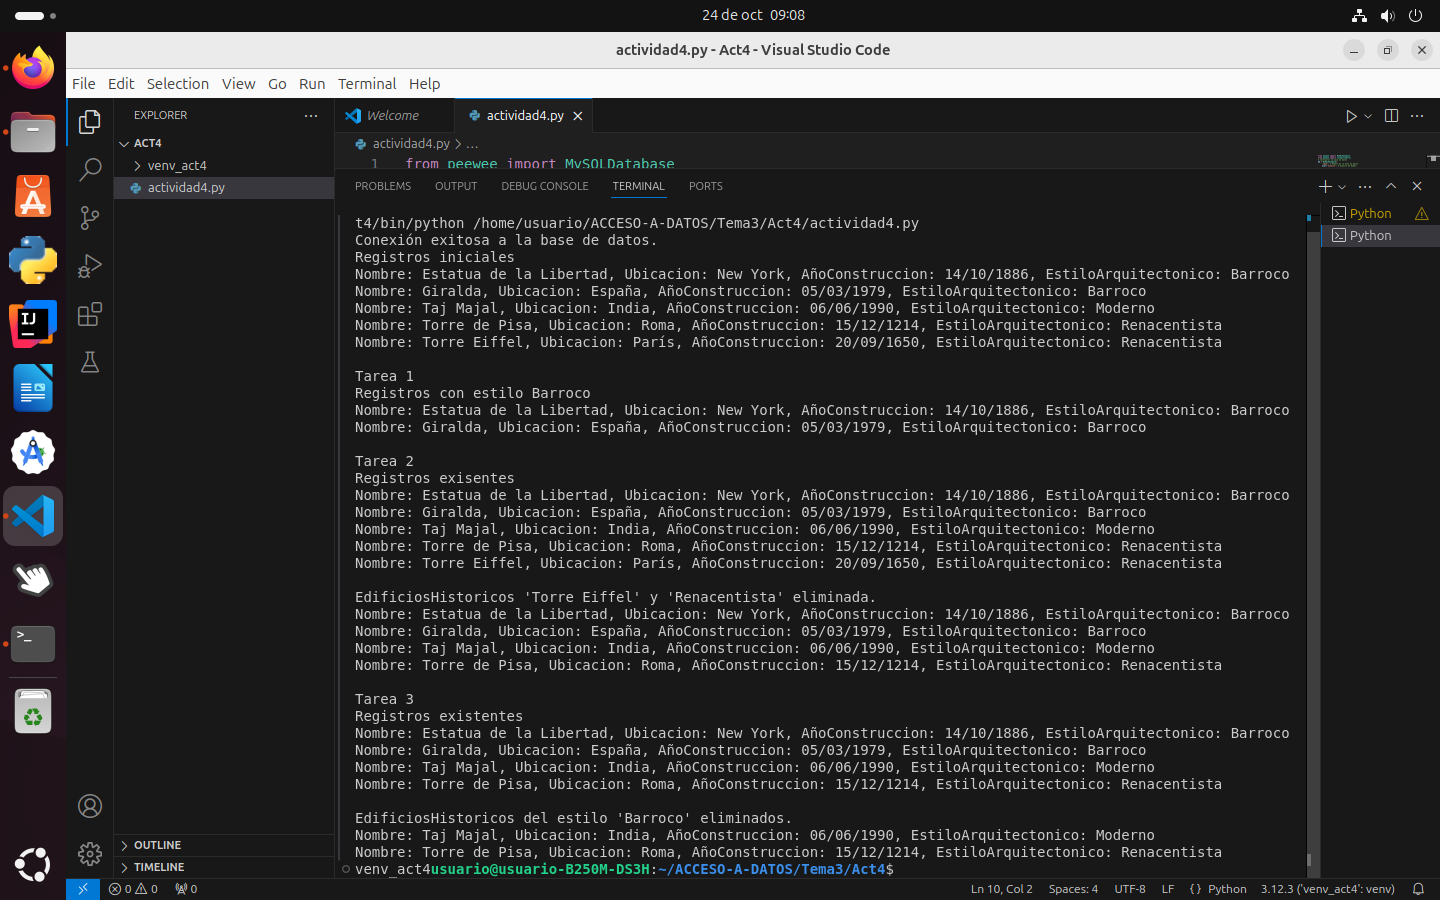 24 de oct 09:08
actividad4.py - Act4 - Visual Studio Code
File Edit Selection View Go Run Terminal Help
EXPLORER
Welcome
actividad4.py
ACT4
venv_act4
actividad4.py
actividad4.py > ...
1 from peewee import MySQLDatabase
PROBLEMS OUTPUT DEBUG CONSOLE TERMINAL PORTS
Python
Python
t4/bin/python /home/usuario/ACCESO-A-DATOS/Tema3/Act4/actividad4.py
Conexión exitosa a la base de datos.
Registros iniciales
Nombre: Estatua de la Libertad, Ubicacion: New York, AñoConstruccion: 14/10/1886, EstiloArquitectonico: Barroco
Nombre: Giralda, Ubicacion: España, AñoConstruccion: 05/03/1979, EstiloArquitectonico: Barroco
Nombre: Taj Majal, Ubicacion: India, AñoConstruccion: 06/06/1990, EstiloArquitectonico: Moderno
Nombre: Torre de Pisa, Ubicacion: Roma, AñoConstruccion: 15/12/1214, EstiloArquitectonico: Renacentista
Nombre: Torre Eiffel, Ubicacion: París, AñoConstruccion: 20/09/1650, EstiloArquitectonico: Renacentista
Tarea 1
Registros con estilo Barroco
Nombre: Estatua de la Libertad, Ubicacion: New York, AñoConstruccion: 14/10/1886, EstiloArquitectonico: Barroco
Nombre: Giralda, Ubicacion: España, AñoConstruccion: 05/03/1979, EstiloArquitectonico: Barroco
Tarea 2
Registros exisentes
Nombre: Estatua de la Libertad, Ubicacion: New York, AñoConstruccion: 14/10/1886, EstiloArquitectonico: Barroco
Nombre: Giralda, Ubicacion: España, AñoConstruccion: 05/03/1979, EstiloArquitectonico: Barroco
Nombre: Taj Majal, Ubicacion: India, AñoConstruccion: 06/06/1990, EstiloArquitectonico: Moderno
Nombre: Torre de Pisa, Ubicacion: Roma, AñoConstruccion: 15/12/1214, EstiloArquitectonico: Renacentista
Nombre: Torre Eiffel, Ubicacion: París, AñoConstruccion: 20/09/1650, EstiloArquitectonico: Renacentista
EdificiosHistoricos 'Torre Eiffel' y 'Renacentista' eliminada.
Nombre: Estatua de la Libertad, Ubicacion: New York, AñoConstruccion: 14/10/1886, EstiloArquitectonico: Barroco
Nombre: Giralda, Ubicacion: España, AñoConstruccion: 05/03/1979, EstiloArquitectonico: Barroco
Nombre: Taj Majal, Ubicacion: India, AñoConstruccion: 06/06/1990, EstiloArquitectonico: Moderno
Nombre: Torre de Pisa, Ubicacion: Roma, AñoConstruccion: 15/12/1214, EstiloArquitectonico: Renacentista
Tarea 3
Registros existentes
Nombre: Estatua de la Libertad, Ubicacion: New York, AñoConstruccion: 14/10/1886, EstiloArquitectonico: Barroco
Nombre: Giralda, Ubicacion: España, AñoConstruccion: 05/03/1979, EstiloArquitectonico: Barroco
Nombre: Taj Majal, Ubicacion: India, AñoConstruccion: 06/06/1990, EstiloArquitectonico: Moderno
Nombre: Torre de Pisa, Ubicacion: Roma, AñoConstruccion: 15/12/1214, EstiloArquitectonico: Renacentista
EdificiosHistoricos del estilo 'Barroco' eliminados.
Nombre: Taj Majal, Ubicacion: India, AñoConstruccion: 06/06/1990, EstiloArquitectonico: Moderno
Nombre: Torre de Pisa, Ubicacion: Roma, AñoConstruccion: 15/12/1214, EstiloArquitectonico: Renacentista
venv_act4usuario@usuario-B250M-DS3H:~/ACCESO-A-DATOS/Tema3/Act4$
OUTLINE
TIMELINE
0 0 0
Ln 10, Col 2 Spaces: 4 UTF-8 LF { } Python 3.12.3 ('venv_act4': venv)
IJ
>_